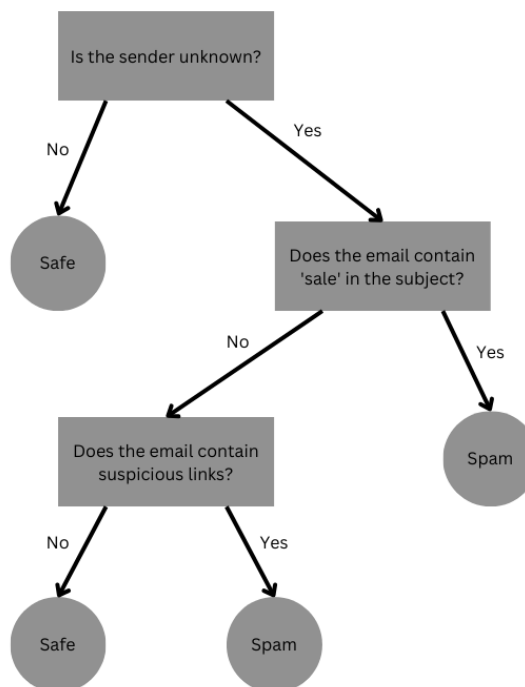 Is the sender unknown?
No
Yes
Safe
Does the email contain
'sale' in the subject?
No
Yes
Does the email contain
suspicious links?
Spam
No
Yes
Safe
Spam